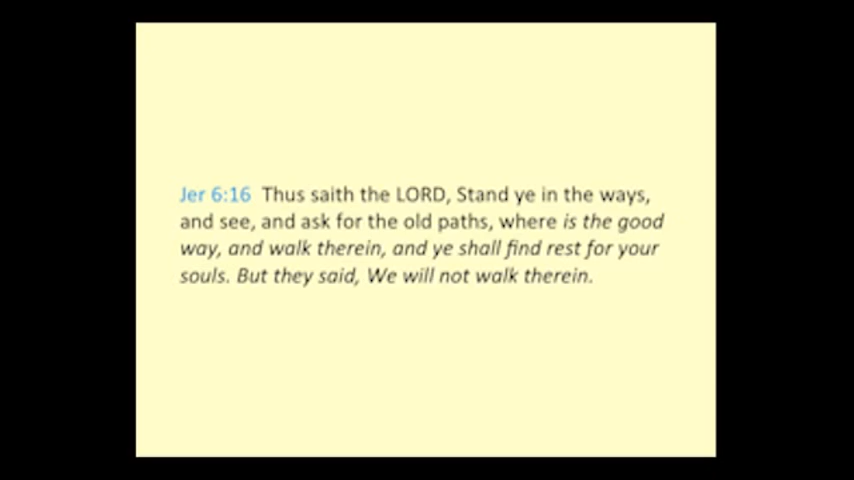 Jer 6:16 Thus saith the LORD, Stand ye in the ways,
and see, and ask for the old paths, where is the good
way, and walk therein, and ye shall find rest for your
souls. But they said, We will not walk therein.